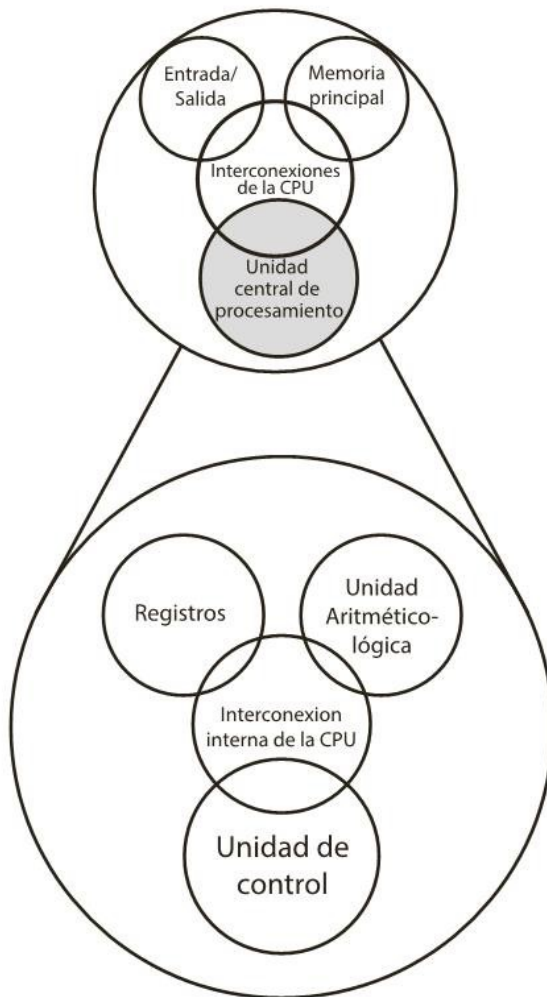 Entrada/
Salida
Memoria
principal
Interconexiones
de la CPU
Unidad
central de
procesamiento
Registros
Unidad
Aritmético-
lógica
Interconexion
interna de la CPU
Unidad de
control